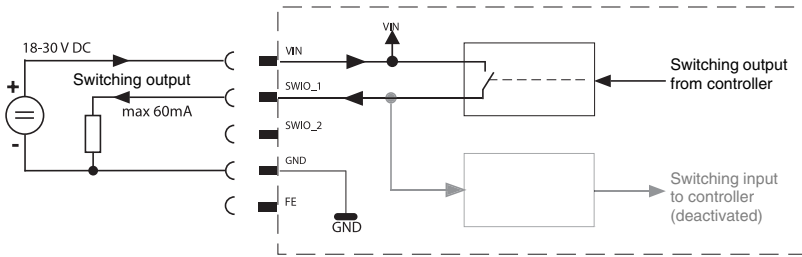 18-30 V DC
+
-
Switching output
max 60mA
VIN
SWIO_1
SWIO_2
GND
FE
VIN
GND
Switching output
from controller
Switching input
to controller
(deactivated)